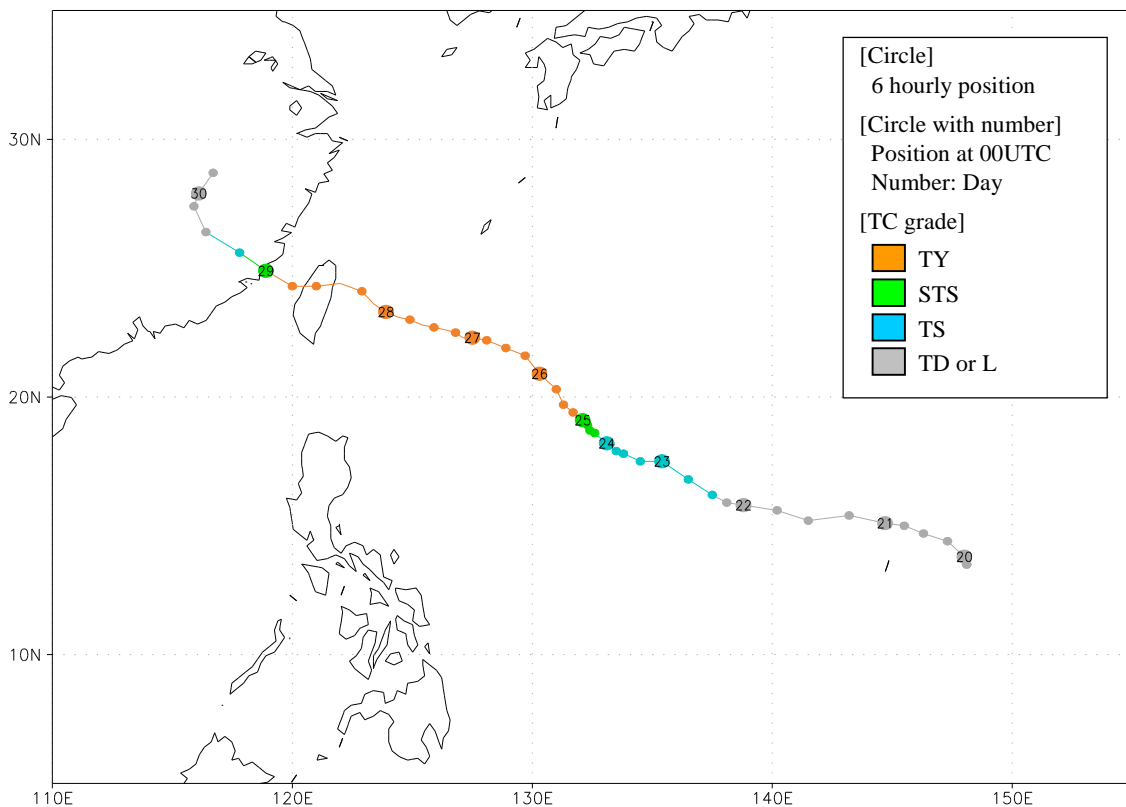 [Circle]
6 hourly position
[Circle with number]
Position at 00UTC
Number: Day
[TC grade]
TY
STS
TS
TD or L
30N
30
29
28
27
26
20N
25
24
23
22
21
20
10N
110E 120E 130E 140E 150E